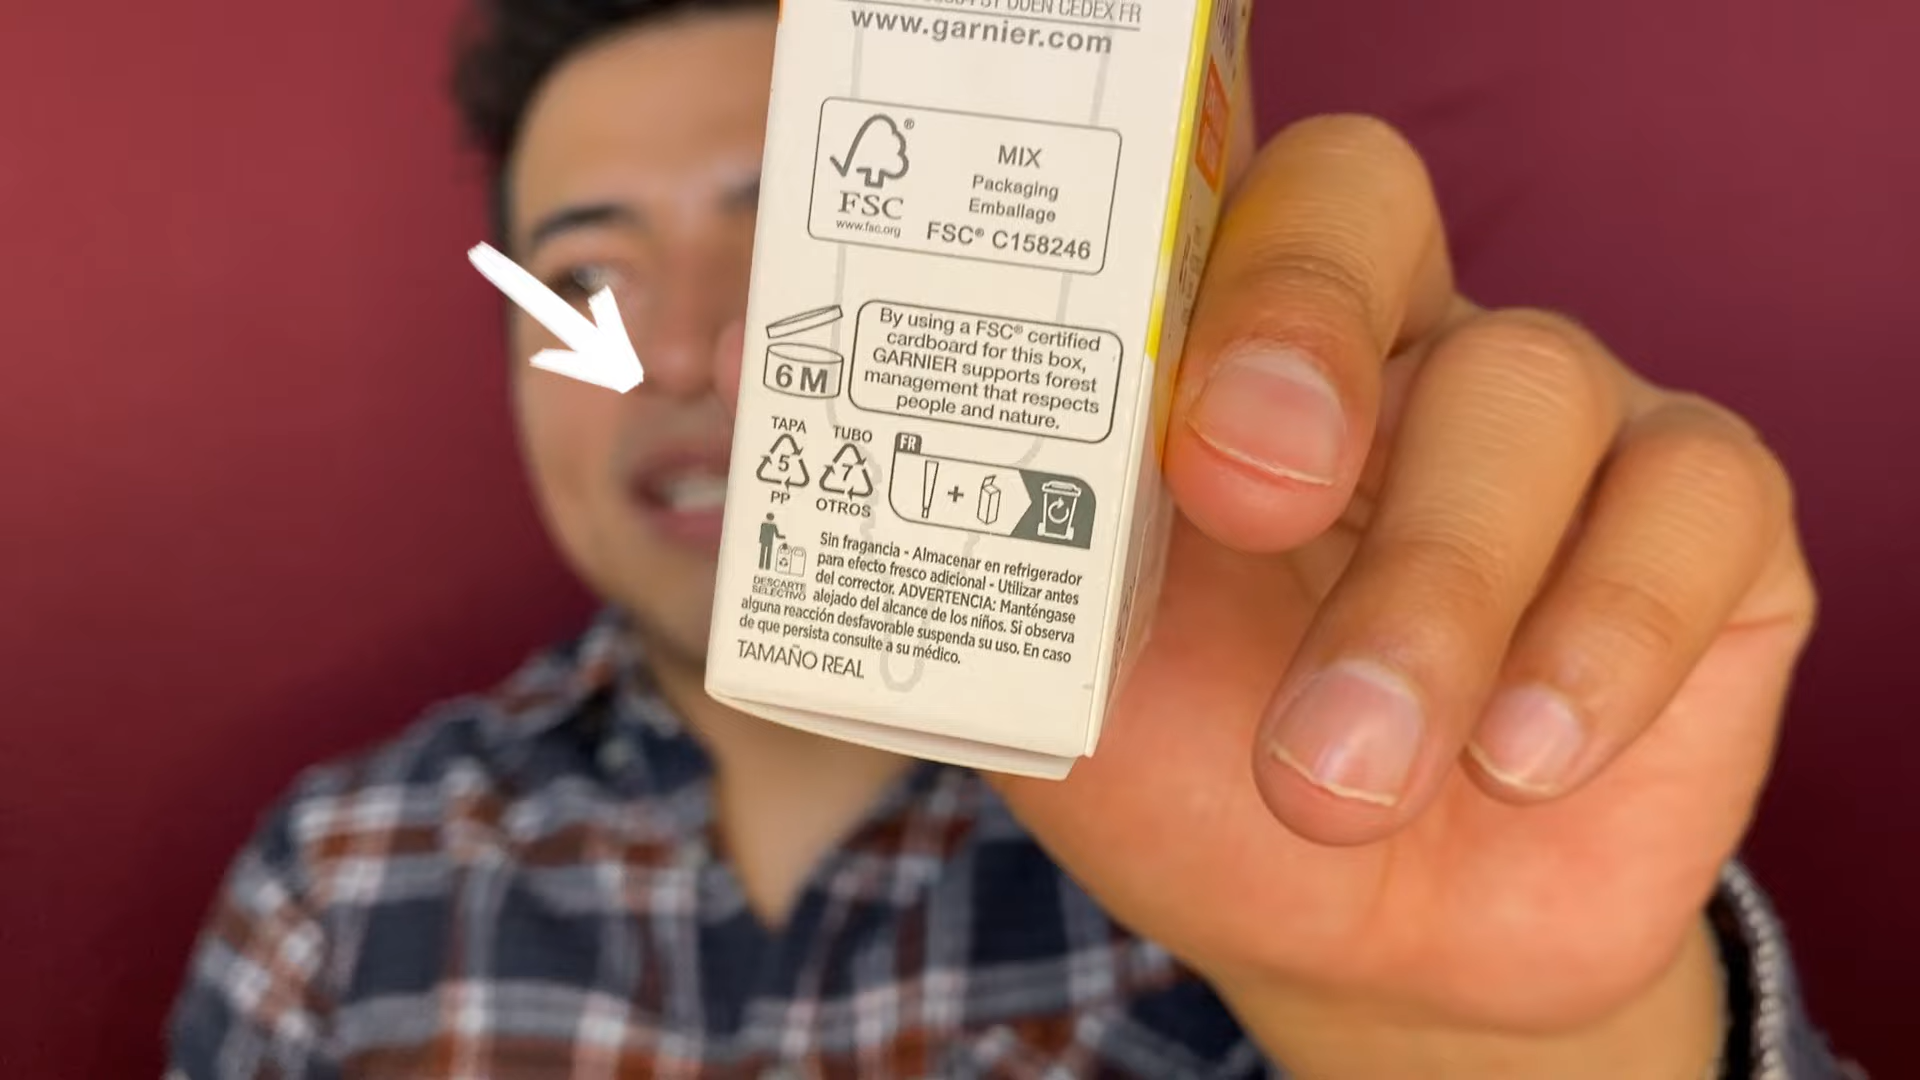 OUEN CEDEX FR
www.garnier.com
®
FSC
www.fsc.org
MIX
Packaging
Emballage
FSC® C158246
6 M
By using a FSC® certified
cardboard for this box,
GARNIER supports forest
management that respects
people and nature.
TAPA
5
PP
TUBO
7
OTROS
FR
DESCARTE
SELECTIVO
Sin fragancia - Almacenar en refrigerador
para efecto fresco adicional - Utilizar antes
del corrector. ADVERTENCIA: Manténgase
alejado del alcance de los niños. Si observa
alguna reacción desfavorable suspenda su uso. En caso
de que persista consulte a su médico.
TAMAÑO REAL